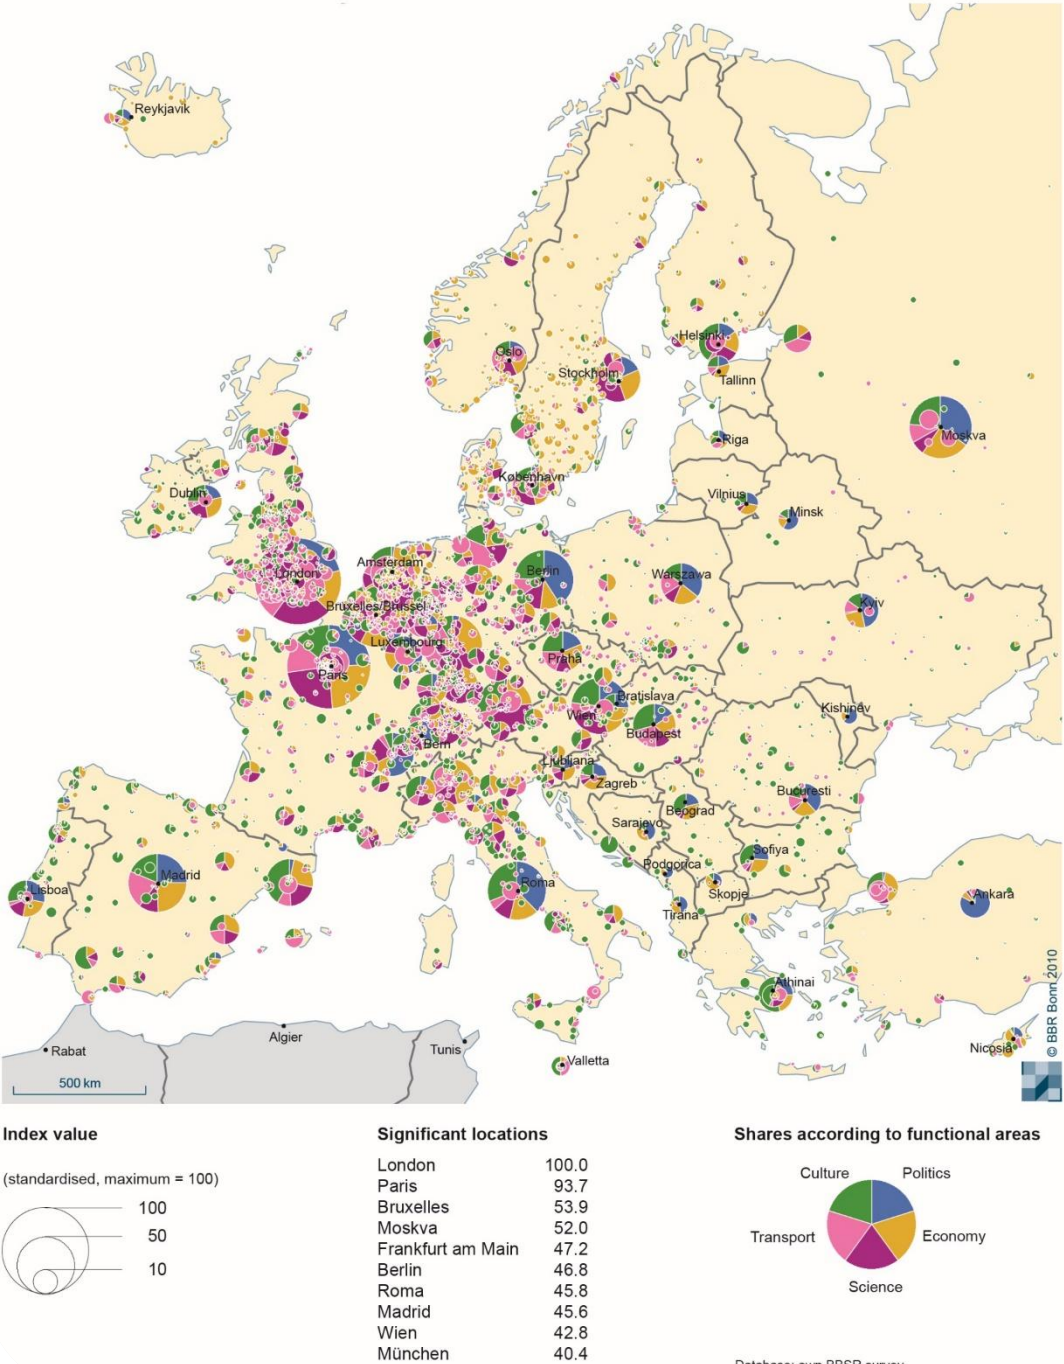 Reykjavik
Helsinki
Oslo
Stockholm
Tallinn
Moskva
Riga
København
Dublin
Vilnius
Minsk
London
Amsterdam
Berlin
Warszawa
Bruxelles/Brussel
Kyiv
Luxembourg
Praha
Paris
Bratislava
Wien
Kishinëv
Budapest
Bern
Ljubljana
Zagreb
Bucuresti
Beograd
Sarajevo
Sofiya
Podgorica
Madrid
Roma
Lisboa
Skopje
Ankara
Tirana
Athinai
Algier
Rabat
Tunis
Nicosia
Valletta
500 km
© BBR Bonn 2010
Index value
(standardised, maximum = 100)
100
50
10
Significant locations
London 100.0
Paris 93.7
Bruxelles 53.9
Moskva 52.0
Frankfurt am Main 47.2
Berlin 46.8
Roma 45.8
Madrid 45.6
Wien 42.8
München 40.4
Shares according to functional areas
Culture Politics
Transport Economy
Science
Database: own BBSR survey